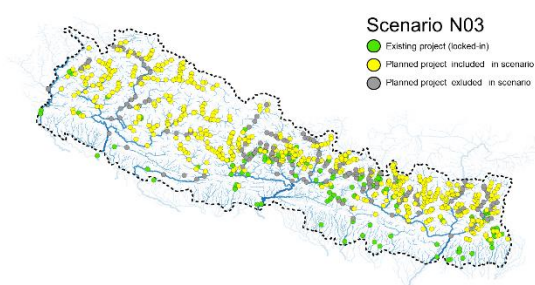 Scenario N03
Existing project (locked-in)
Planned project included in scenario
Planned project exluded in scenario